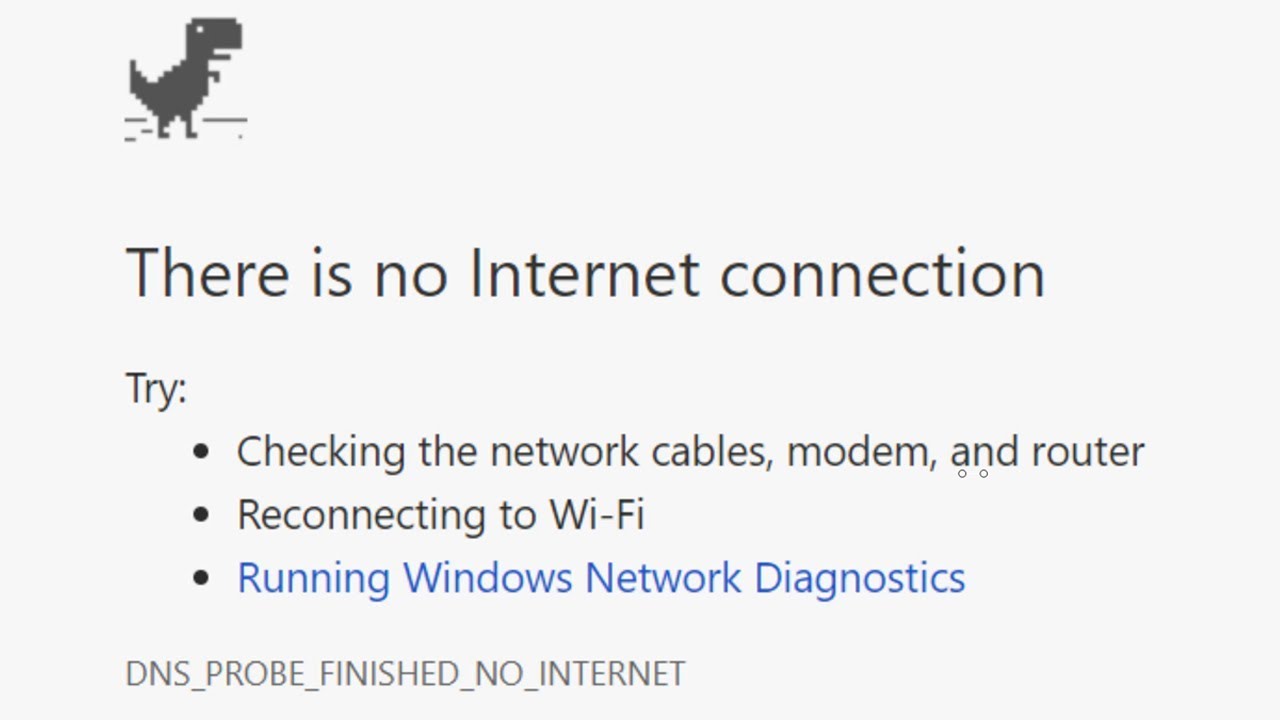 There is no Internet connection
Try:
• Checking the network cables, modem, and router
• Reconnecting to Wi-Fi
• Running Windows Network Diagnostics
DNS_PROBE_FINISHED_NO_INTERNET